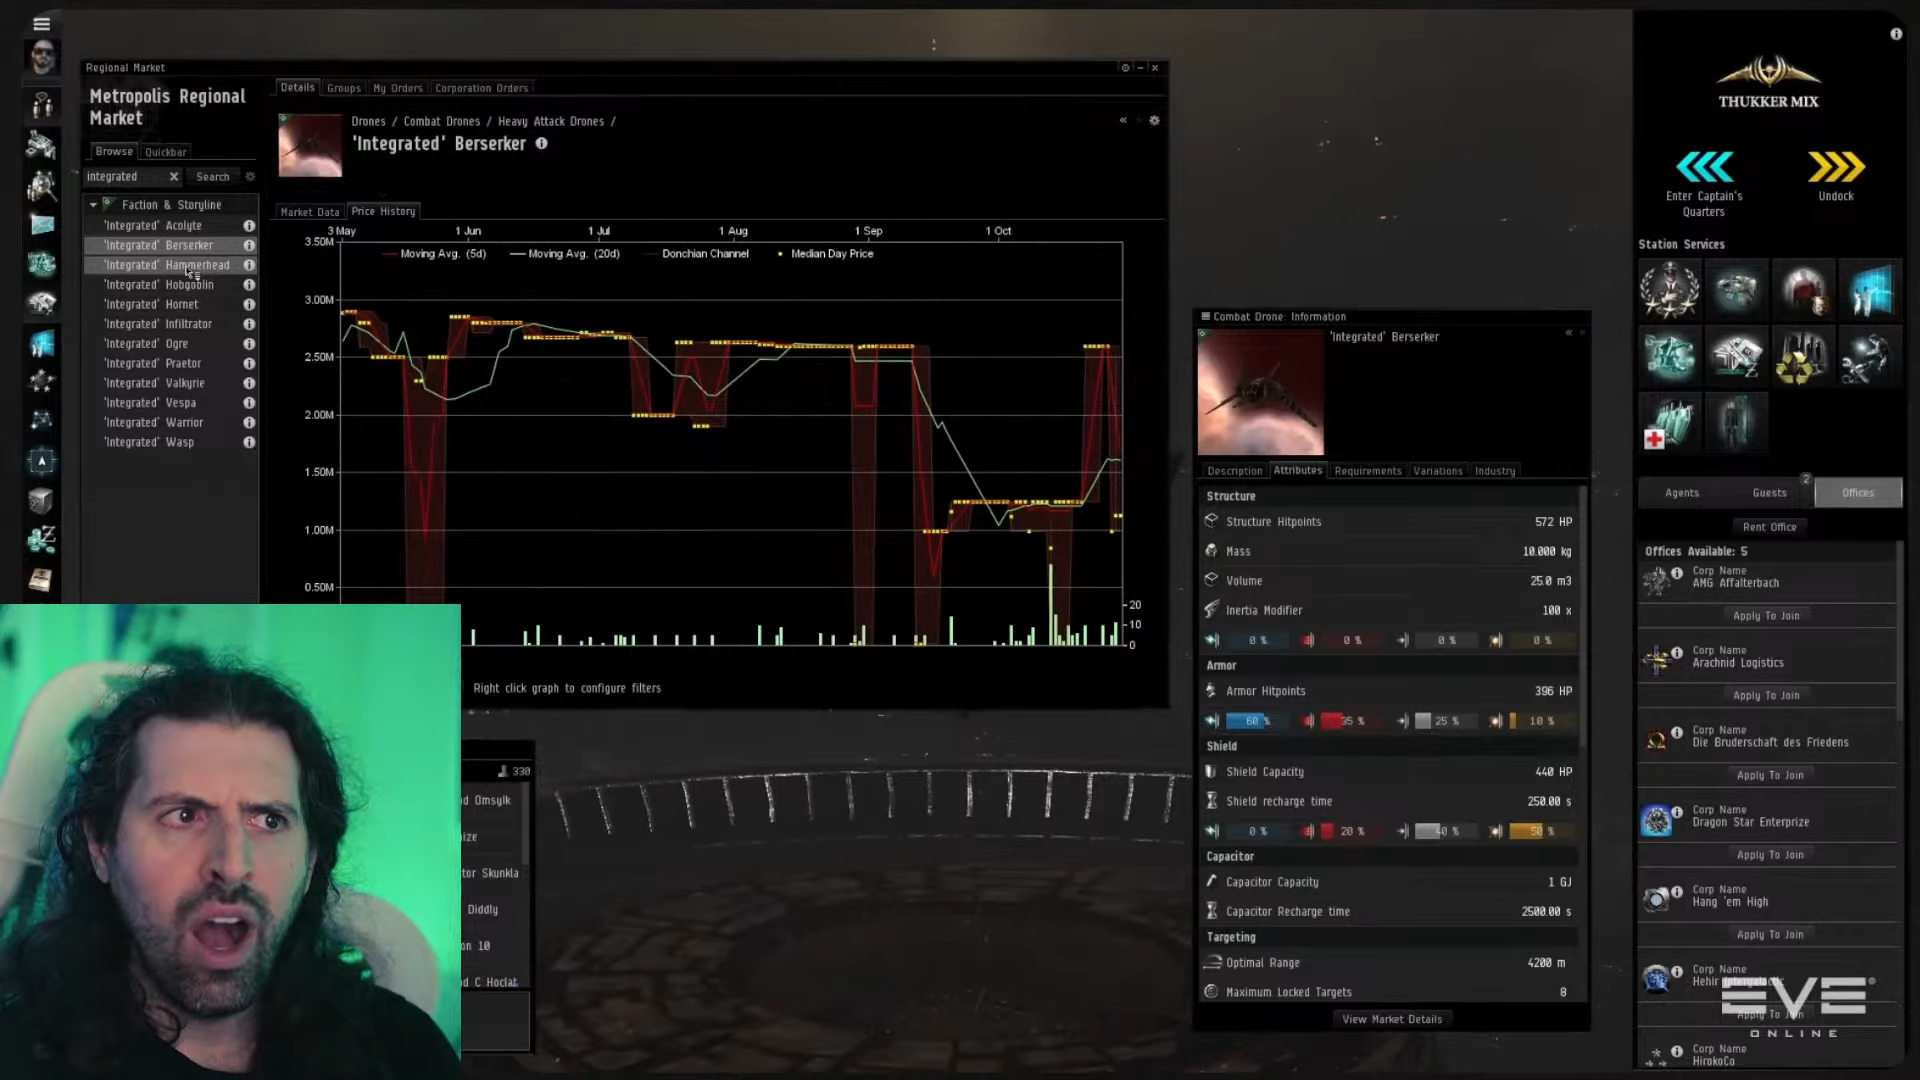 Regional Market
Metropolis Regional
Market
Browse
Quickbar
integrated
Search
Faction & Storyline
'Integrated' Acolyte
'Integrated' Berserker
'Integrated' Hammerhead
'Integrated' Hobgoblin
'Integrated' Hornet
'Integrated' Infiltrator
'Integrated' Ogre
'Integrated' Praetor
'Integrated' Valkyrie
'Integrated' Vespa
'Integrated' Warrior
'Integrated' Wasp
Details
Groups
My Orders
Corporation Orders
Drones / Combat Drones / Heavy Attack Drones /
'Integrated' Berserker
Market Data
Price History
3 May
1 Jun
1 Jul
1 Aug
1 Sep
1 Oct
3.50M
Moving Avg. (5d)
Moving Avg. (20d)
Donchian Channel
Median Day Price
3.00M
2.50M
2.00M
1.50M
1.00M
0.50M
20
10
0
Right click graph to configure filters
330
d Omsylk
ize
tor Skunkla
Diddly
on 10
Combat Drone: Information
'Integrated' Berserker
Description
Attributes
Requirements
Variations
Industry
Structure
Structure Hitpoints 572 HP
Mass 10.000 kg
Volume 25.0 m3
Inertia Modifier 100 x
0 % 0 % 0 % 0 %
Armor
Armor Hitpoints 396 HP
60 % 35 % 25 % 10 %
Shield
Shield Capacity 440 HP
Shield recharge time 250.00 s
0 % 20 % 40 % 50 %
Capacitor
Capacitor Capacity 1 GJ
Capacitor Recharge time 2500.00 s
Targeting
Optimal Range 4200 m
Maximum Locked Targets 8
View Market Details
THUKKER MIX
Enter Captain's
Quarters
Undock
Station Services
Agents
Guests
2
Offices
Rent Office
Offices Available: 5
Corp Name
AMG Affalterbach
Apply To Join
Corp Name
Arachnid Logistics
Apply To Join
Corp Name
Die Bruderschaft des Friedens
Apply To Join
Corp Name
Dragon Star Enterprize
Apply To Join
Corp Name
Hang 'em High
Apply To Join
Corp Name
Hehir
EVE
ONLINE
Corp Name
HirokoCo